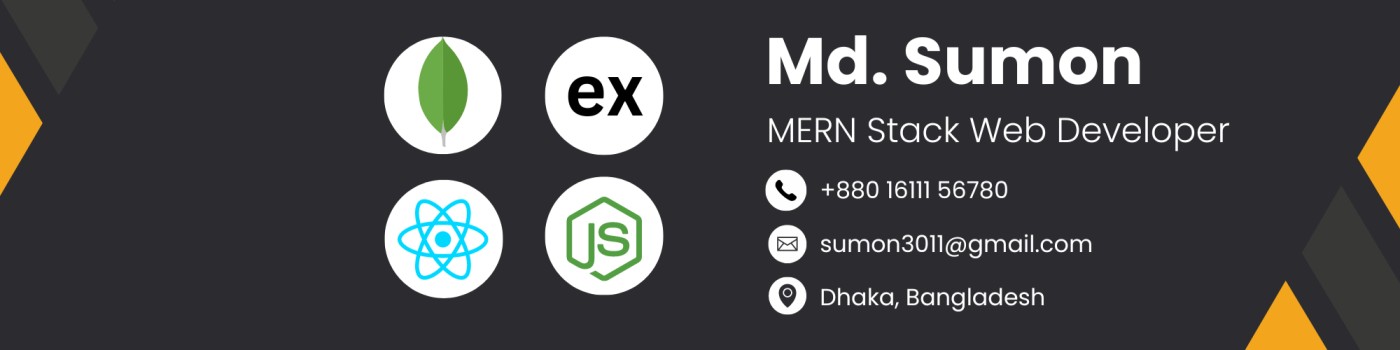 ex
JS
Md. Sumon
MERN Stack Web Developer
+880 16111 56780
sumon3011@gmail.com
Dhaka, Bangladesh